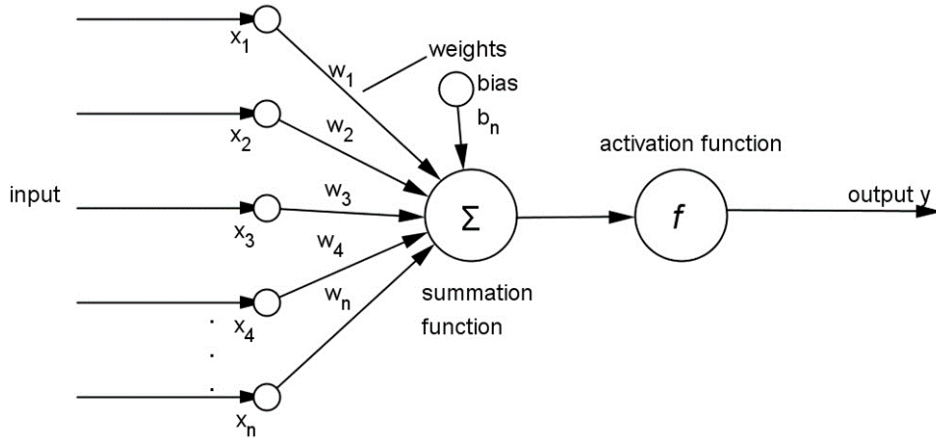 x₁
weights
w₁
bias
bₙ
x₂
w₂
activation function
input
w₃
x₃
Σ
f
output y
w₄
wₙ
summation
function
x₄
.
.
.
xₙ